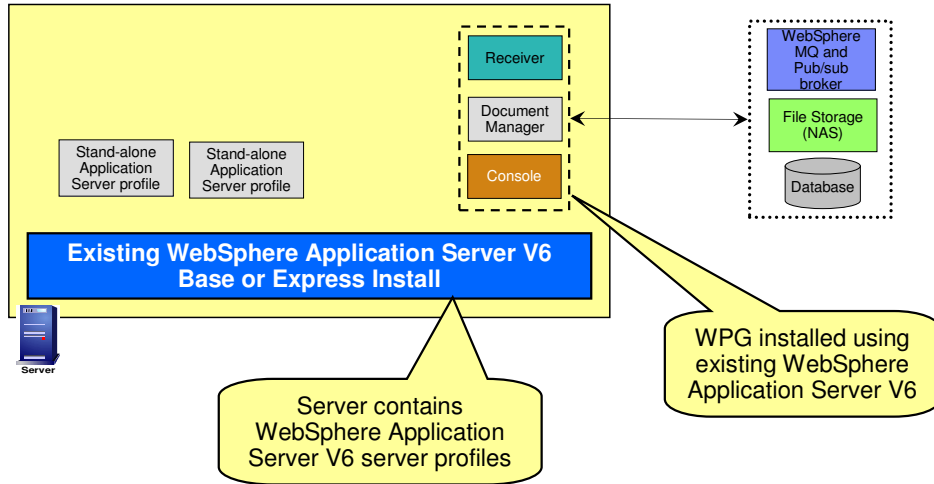 Receiver
Document
Manager
Console
WebSphere
MQ and
Pub/sub
broker
File Storage
(NAS)
Database
Stand-alone
Application
Server profile
Stand-alone
Application
Server profile
Existing WebSphere Application Server V6
Base or Express Install
Server
WPG installed using
existing WebSphere
Application Server V6
Server contains
WebSphere Application
Server V6 server profiles